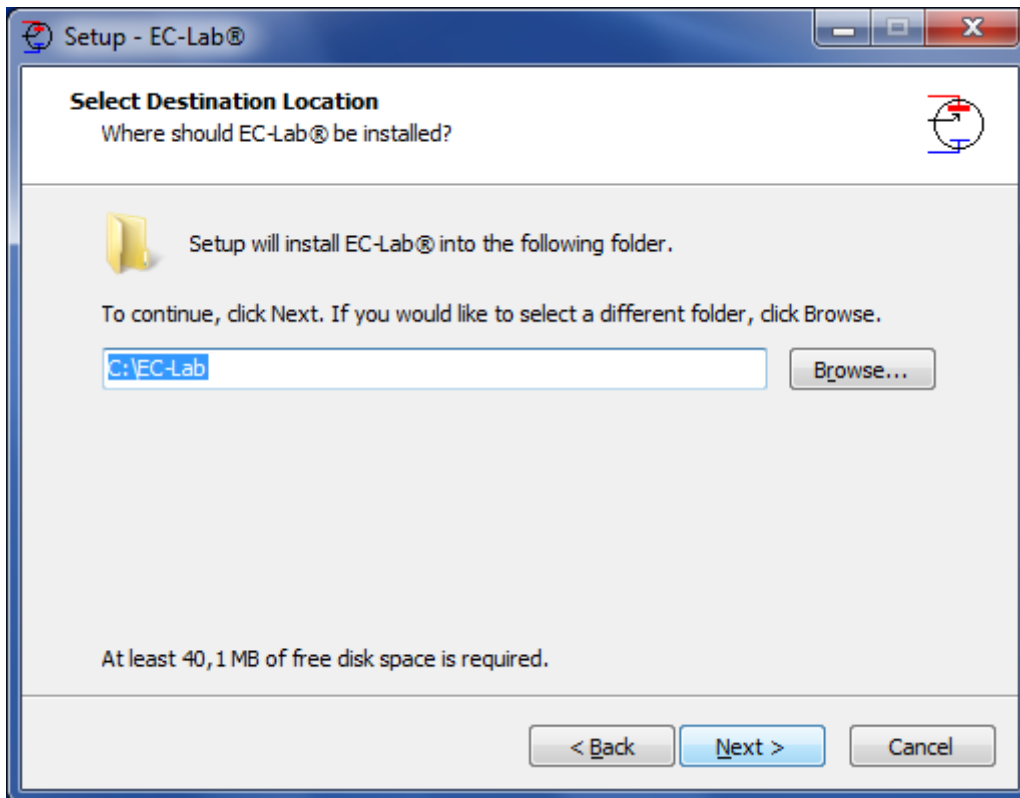 Setup - EC-Lab®
Select Destination Location
Where should EC-Lab® be installed?
Setup will install EC-Lab® into the following folder.
To continue, click Next. If you would like to select a different folder, click Browse.
C:\EC-Lab
Browse...
At least 40,1 MB of free disk space is required.
< Back
Next >
Cancel